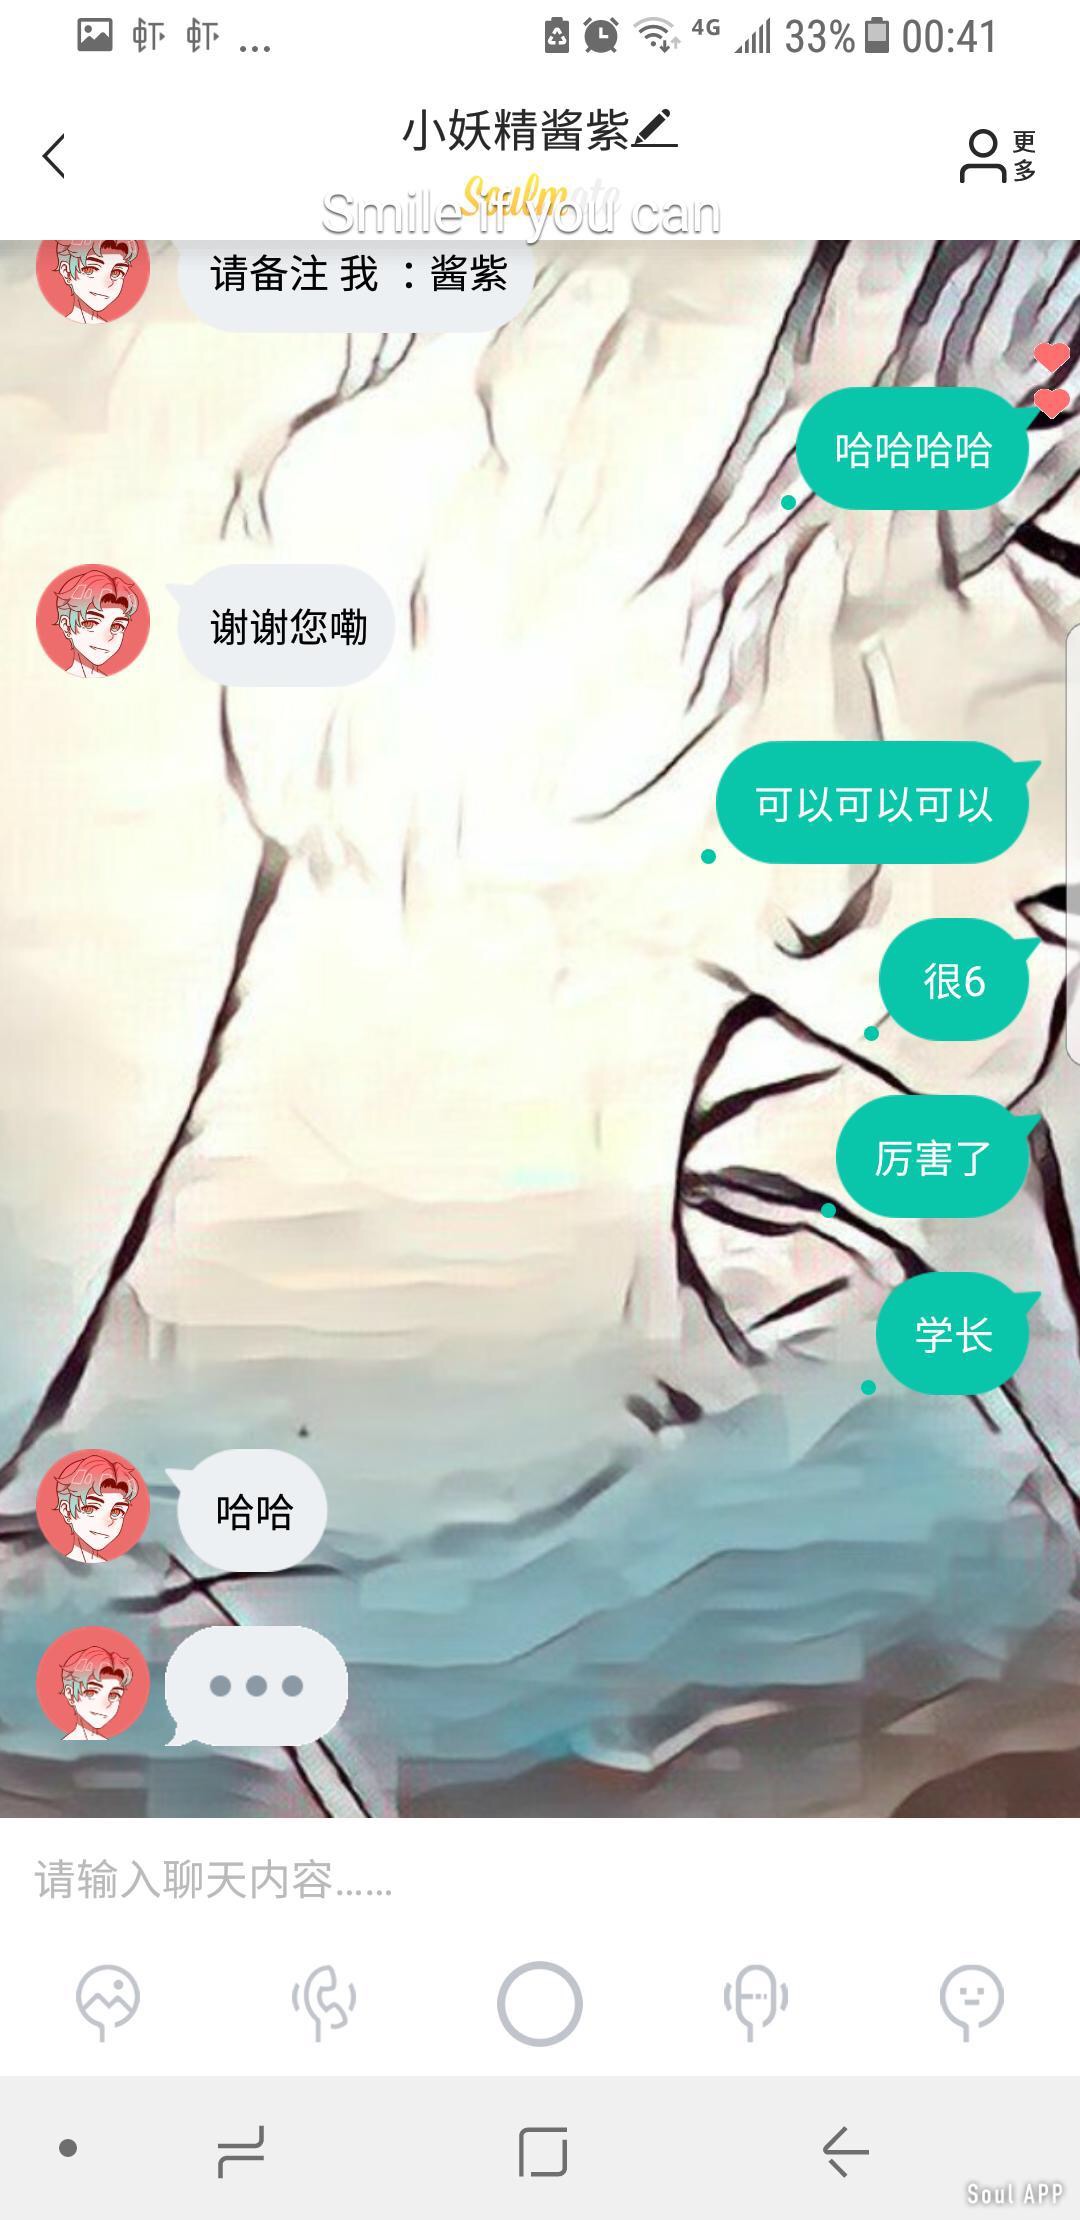 虾 虾 ... 4G 33% 00:41
小妖精酱紫
更多
Soulmate
Smile if you can
请备注 我 ：酱紫
哈哈哈哈
谢谢您嘞
可以可以可以
很6
厉害了
学长
哈哈
请输入聊天内容……
Soul APP